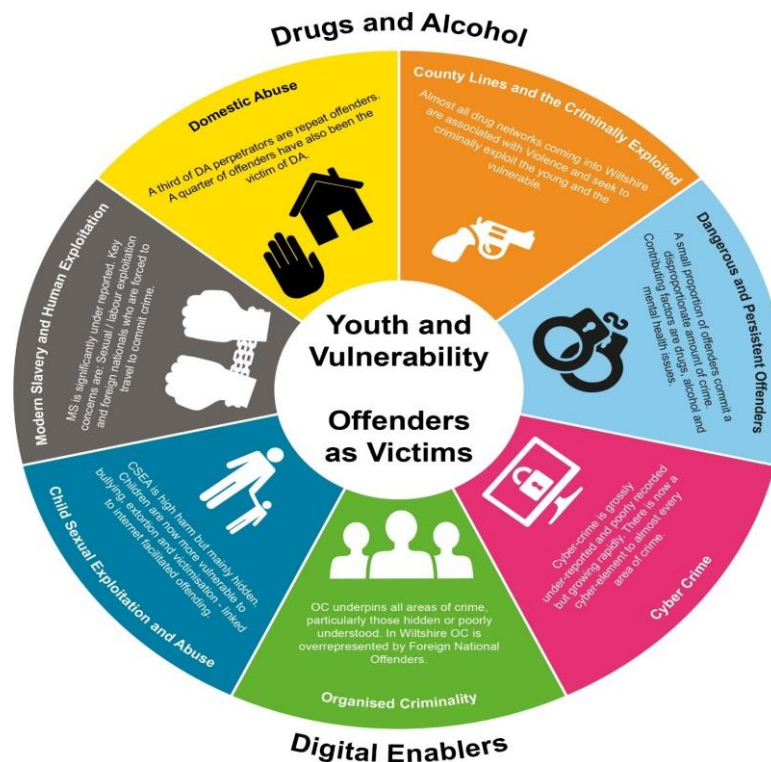 Drugs and Alcohol
Domestic Abuse
A third of DA perpetrators are repeat offenders.
A quarter of offenders have also been the
victim of DA.
County Lines and the Criminally Exploited
Almost all drug networks coming into Wiltshire
are associated with Violence and seek to
criminally exploit the young and the
vulnerable.
Dangerous and Persistent Offenders
A small proportion of offenders commit a
disproportionate amount of crime.
Contributing factors are drugs, alcohol and
mental health issues.
Cyber-crime is grossly
under-reported and poorly recorded
but growing rapidly. There is now a
cyber-element to almost every
area of crime.
Cyber Crime
OC underpins all areas of crime,
particularly those hidden or poorly
understood. In Wiltshire OC is
overrepresented by Foreign National
Offenders.
Organised Criminality
CSEA is high harm but mainly hidden.
Children are now more vulnerable to
bullying, extortion and victimisation - linked
to internet facilitated offending.
Child Sexual Exploitation and Abuse
Modern Slavery and Human Exploitation
MS is significantly under reported. Key
concerns are: Sexual / labour exploitation
and foreign nationals who are forced to
travel to commit crime.
Youth and
Vulnerability
Offenders
as Victims
Digital Enablers